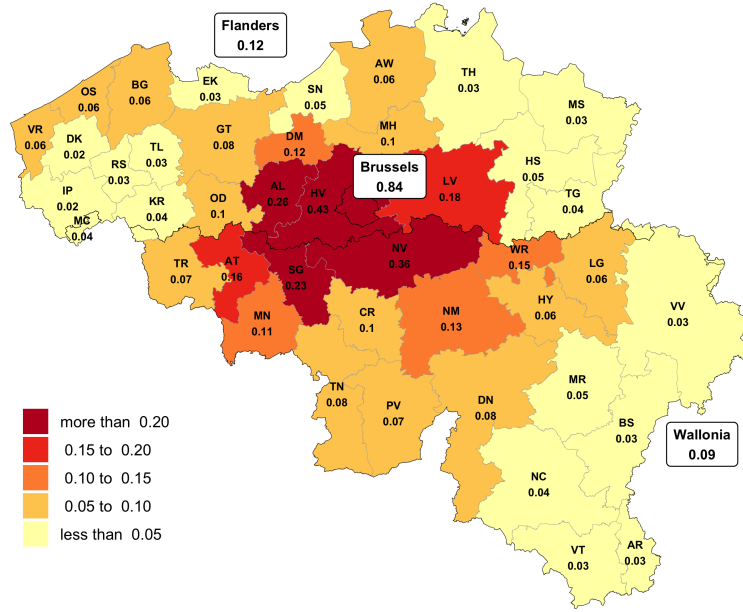 Flanders
0.12
AW
0.06
TH
0.03
BG
0.06
EK
0.03
OS
0.06
SN
0.05
MS
0.03
VR
0.06
DK
0.02
TL
0.03
GT
0.08
DM
0.12
MH
0.1
RS
0.03
HS
0.05
Brussels
0.84
IP
0.02
KR
0.04
OD
0.1
AL
0.26
HV
0.43
LV
0.18
TG
0.04
MC
0.04
TR
0.07
AT
0.16
SG
0.23
NV
0.36
WR
0.15
LG
0.06
MN
0.11
CR
0.1
NM
0.13
HY
0.06
VV
0.03
TN
0.08
PV
0.07
DN
0.08
MR
0.05
BS
0.03
Wallonia
0.09
NC
0.04
VT
0.03
AR
0.03
more than 0.20
0.15 to 0.20
0.10 to 0.15
0.05 to 0.10
less than 0.05